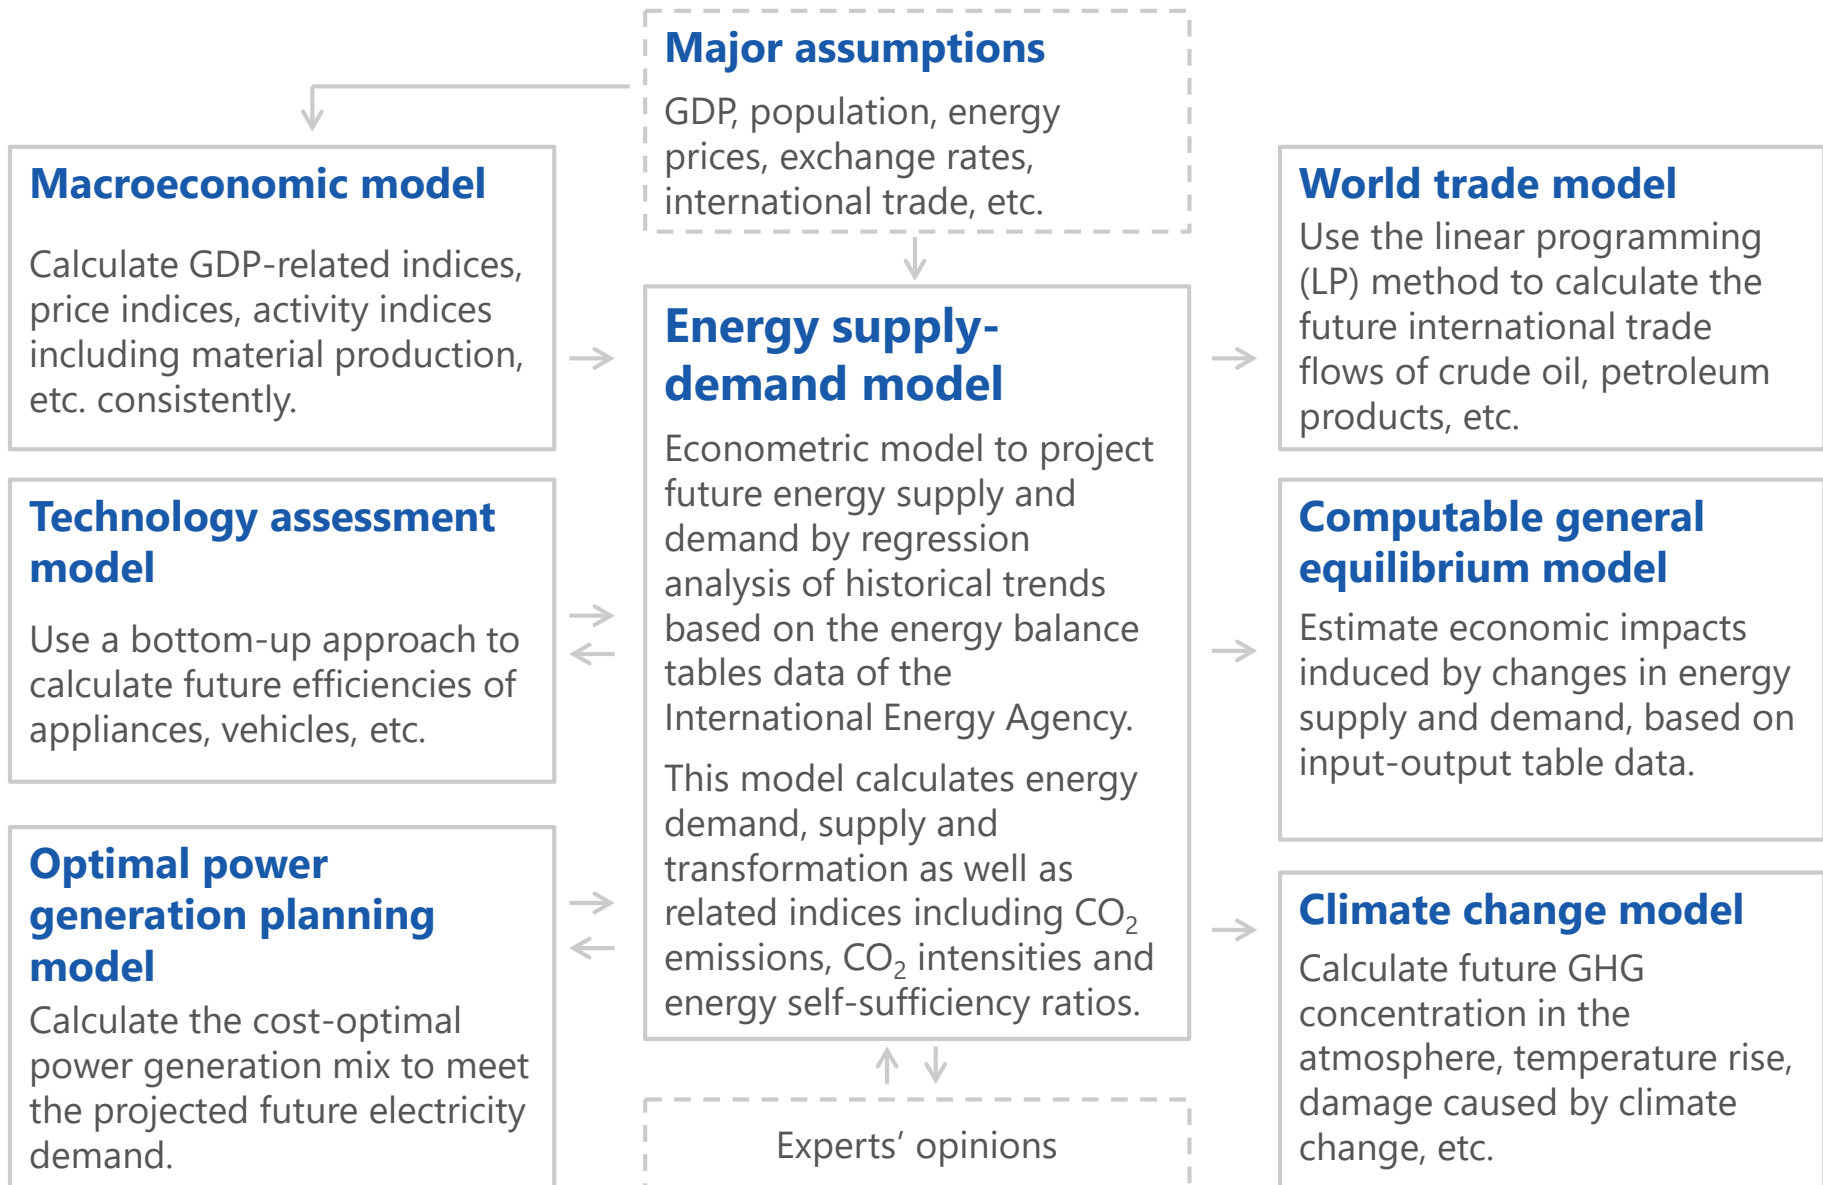 Major assumptions
GDP, population, energy
prices, exchange rates,
international trade, etc.
Macroeconomic model
Calculate GDP-related indices,
price indices, activity indices
including material production,
etc. consistently.
Technology assessment
model
Use a bottom-up approach to
calculate future efficiencies of
appliances, vehicles, etc.
Optimal power
generation planning
model
Calculate the cost-optimal
power generation mix to meet
the projected future electricity
demand.
Energy supply-
demand model
Econometric model to project
future energy supply and
demand by regression
analysis of historical trends
based on the energy balance
tables data of the
International Energy Agency.
This model calculates energy
demand, supply and
transformation as well as
related indices including CO₂
emissions, CO₂ intensities and
energy self-sufficiency ratios.
Experts’ opinions
World trade model
Use the linear programming
(LP) method to calculate the
future international trade
flows of crude oil, petroleum
products, etc.
Computable general
equilibrium model
Estimate economic impacts
induced by changes in energy
supply and demand, based on
input-output table data.
Climate change model
Calculate future GHG
concentration in the
atmosphere, temperature rise,
damage caused by climate
change, etc.